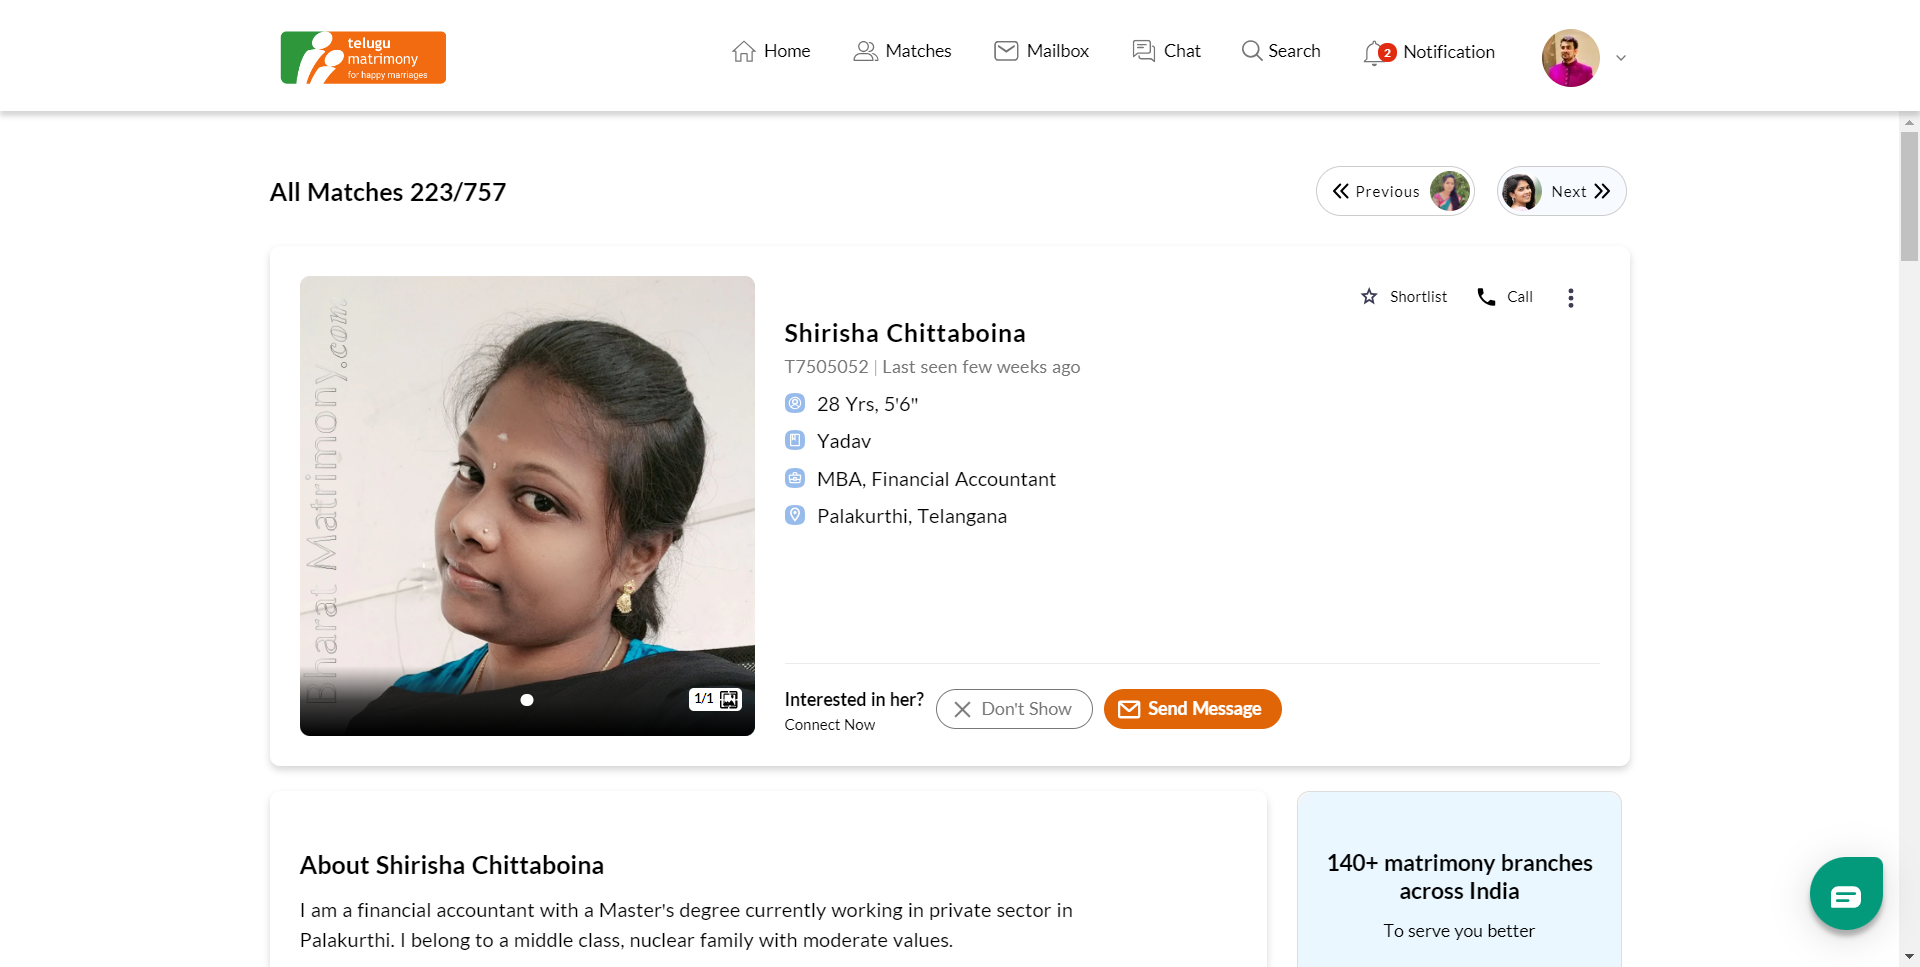 telugu
matrimony
for happy marriages
Home
Matches
Mailbox
Chat
Search
2
Notification
All Matches 223/757
Previous
Next
Bharat Matrimony.com
1/1
Shortlist
Call
Shirisha Chittaboina
T7505052 | Last seen few weeks ago
28 Yrs, 5'6"
Yadav
MBA, Financial Accountant
Palakurthi, Telangana
Interested in her?
Connect Now
Don't Show
Send Message
About Shirisha Chittaboina
I am a financial accountant with a Master's degree currently working in private sector in
Palakurthi. I belong to a middle class, nuclear family with moderate values.
140+ matrimony branches
across India
To serve you better